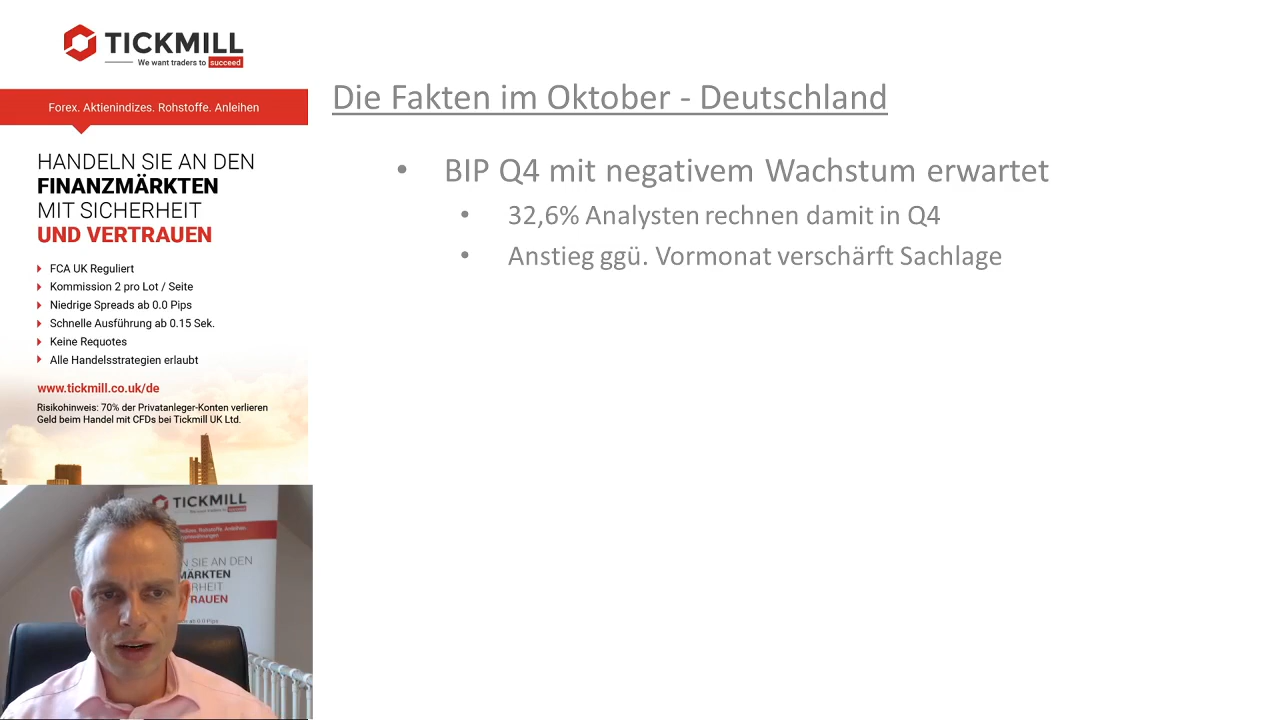 TICKMILL
We want traders to succeed
Forex. Aktienindizes. Rohstoffe. Anleihen
HANDELN SIE AN DEN
FINANZMÄRKTEN
MIT SICHERHEIT
UND VERTRAUEN
FCA UK Reguliert
Kommission 2 pro Lot / Seite
Niedrige Spreads ab 0.0 Pips
Schnelle Ausführung ab 0.15 Sek.
Keine Requotes
Alle Handelsstrategien erlaubt
www.tickmill.co.uk/de
Risikohinweis: 70% der Privatanleger-Konten verlieren
Geld beim Handel mit CFDs bei Tickmill UK Ltd.
Die Fakten im Oktober - Deutschland
• BIP Q4 mit negativem Wachstum erwartet
• 32,6% Analysten rechnen damit in Q4
• Anstieg ggü. Vormonat verschärft Sachlage
TICKMILL
SIE AN DEN
MÄRKTEN